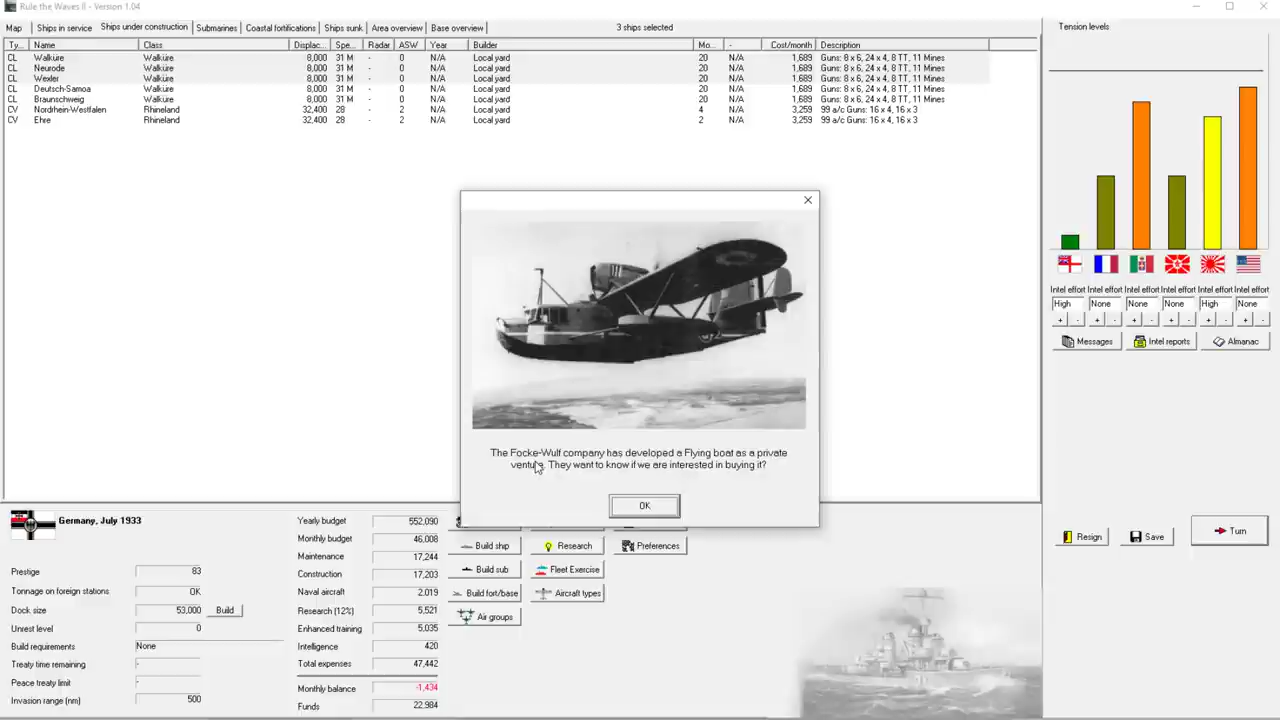 Rule the Waves II - Version 1.04
Map Ships in service Ships under construction Submarines Coastal fortifications Ships sunk Area overview Base overview 3 ships selected
Ty... Name Class Displac... Spe... Radar ASW Year Builder Mo... - Cost/month Description
CL Walküre Walküre 8,000 31 M - 0 N/A Local yard 20 N/A 1,689 Guns: 8 x 6, 24 x 4, 8 TT, 11 Mines
CL Neurode Walküre 8,000 31 M - 0 N/A Local yard 20 N/A 1,689 Guns: 8 x 6, 24 x 4, 8 TT, 11 Mines
CL Wexler Walküre 8,000 31 M - 0 N/A Local yard 20 N/A 1,689 Guns: 8 x 6, 24 x 4, 8 TT, 11 Mines
CL Deutsch-Samoa Walküre 8,000 31 M - 0 N/A Local yard 20 N/A 1,689 Guns: 8 x 6, 24 x 4, 8 TT, 11 Mines
CL Braunschweig Walküre 8,000 31 M - 0 N/A Local yard 20 N/A 1,689 Guns: 8 x 6, 24 x 4, 8 TT, 11 Mines
CV Nordrhein-Westfalen Rhineland 32,400 28 - 2 N/A Local yard 4 N/A 3,259 99 a/c Guns: 16 x 4, 16 x 3
CV Ehre Rhineland 32,400 28 - 2 N/A Local yard 2 N/A 3,259 99 a/c Guns: 16 x 4, 16 x 3
The Focke-Wulf company has developed a Flying boat as a private
venture. They want to know if we are interested in buying it?
OK
Tension levels
Intel effort Intel effort Intel effort Intel effort Intel effort Intel effort
High None None None High None
+ - + - + - + - + - + -
Messages Intel reports Almanac
Resign Save Turn
Germany, July 1933
Prestige 83
Tonnage on foreign stations OK
Dock size 53,000 Build
Unrest level 0
Build requirements None
Treaty time remaining -
Peace treaty limit -
Invasion range (nm) 500
Yearly budget 552,090
Monthly budget 46,008
Maintenance 17,244
Construction 17,203
Naval aircraft 2,019
Research (12%) 5,521
Enhanced training 5,035
Intelligence 420
Total expenses 47,442
Monthly balance -1,434
Funds 22,984
Build ship Research Preferences
Build sub Fleet Exercise
Build fort/base Aircraft types
Air groups